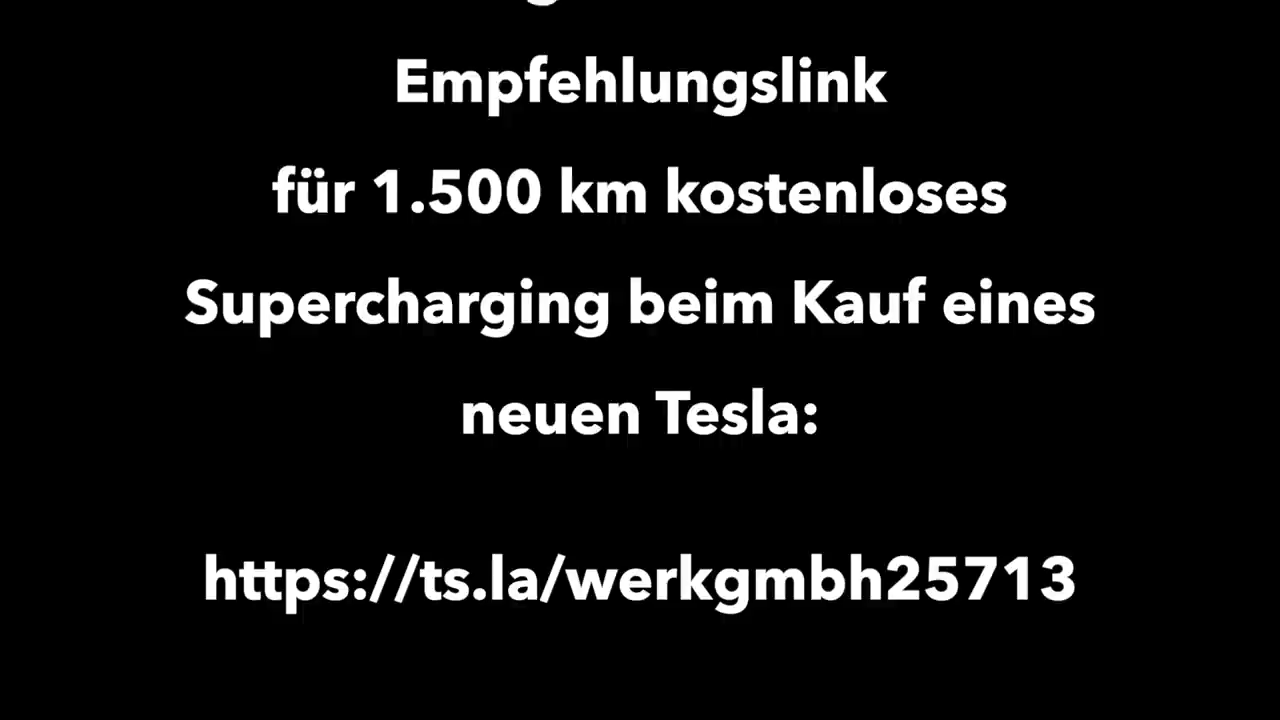 Empfehlungslink
für 1.500 km kostenloses
Supercharging beim Kauf eines
neuen Tesla:
https://ts.la/werkgmbh25713